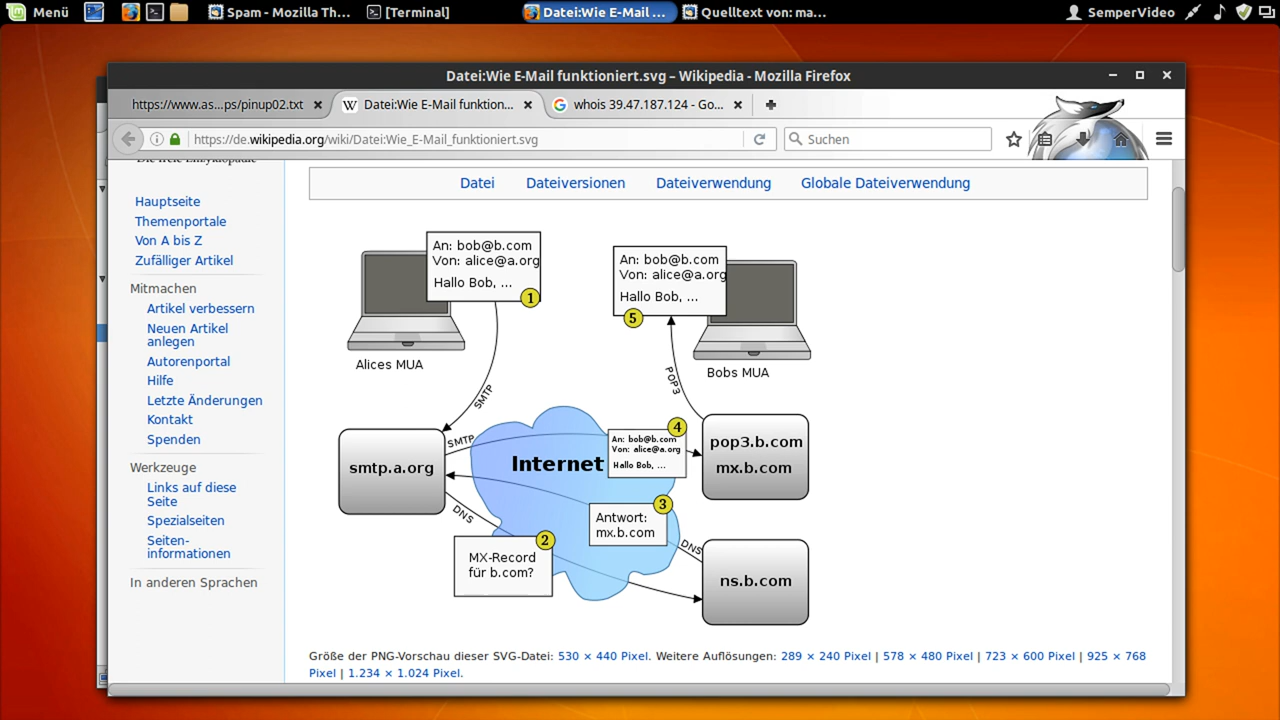 Menü
Spam - Mozilla Th...
[Terminal]
Datei:Wie E-Mail ...
Quelltext von: ma...
SemperVideo
Datei:Wie E-Mail funktioniert.svg – Wikipedia - Mozilla Firefox
https://www.as...ps/pinup02.txt
W Datei:Wie E-Mail funktion...
G whois 39.47.187.124 - Go...
https://de.wikipedia.org/wiki/Datei:Wie_E-Mail_funktioniert.svg
Suchen
Datei
Dateiversionen
Dateiverwendung
Globale Dateiverwendung
Hauptseite
Themenportale
Von A bis Z
Zufälliger Artikel
Mitmachen
Artikel verbessern
Neuen Artikel
anlegen
Autorenportal
Hilfe
Letzte Änderungen
Kontakt
Spenden
Werkzeuge
Links auf diese
Seite
Spezialseiten
Seiten-
informationen
In anderen Sprachen
An: bob@b.com
Von: alice@a.org
Hallo Bob, ...
1
Alices MUA
An: bob@b.com
Von: alice@a.org
Hallo Bob, ...
5
Bobs MUA
SMTP
POP3
smtp.a.org
SMTP
Internet
4
An: bob@b.com
Von: alice@a.org
Hallo Bob, ...
pop3.b.com
mx.b.com
DNS
3
Antwort:
mx.b.com
DNS
2
MX-Record
für b.com?
ns.b.com
Größe der PNG-Vorschau dieser SVG-Datei: 530 × 440 Pixel. Weitere Auflösungen: 289 × 240 Pixel | 578 × 480 Pixel | 723 × 600 Pixel | 925 × 768
Pixel | 1.234 × 1.024 Pixel.